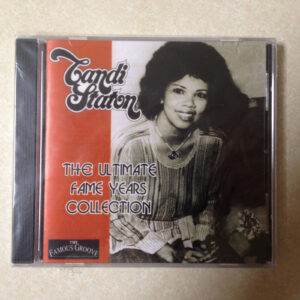 Candi
Staton
THE ULTIMATE
FAME YEARS
COLLECTION
THE
FAMOUS GROOVE